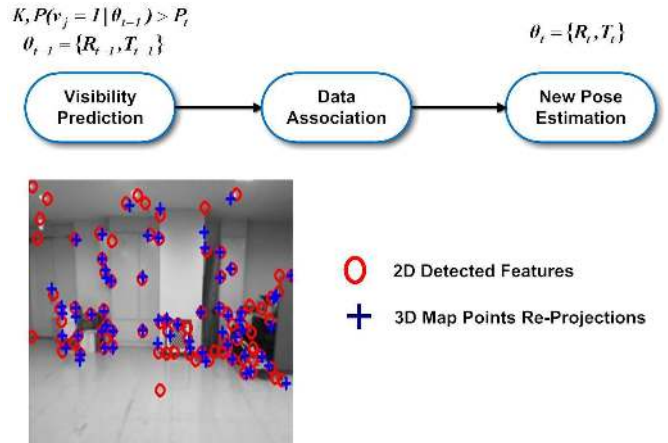 K, P(v_j = 1 | θ_{t-1}) > P_t
θ_{t-1} = {R_{t-1}, T_{t-1}}
θ_t = {R_t, T_t}
Visibility Prediction
Data Association
New Pose Estimation
2D Detected Features
3D Map Points Re-Projections